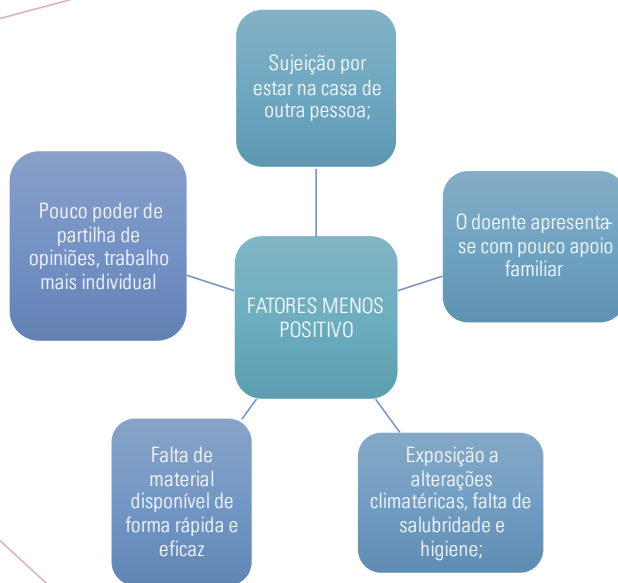 Sujeição por
estar na casa de
outra pessoa;
Pouco poder de
partilha de
opiniões, trabalho
mais individual
O doente apresenta-
se com pouco apoio
familiar
FATORES MENOS
POSITIVO
Falta de
material
disponível de
forma rápida e
eficaz
Exposição a
alterações
climatéricas, falta de
salubridade e
higiene;